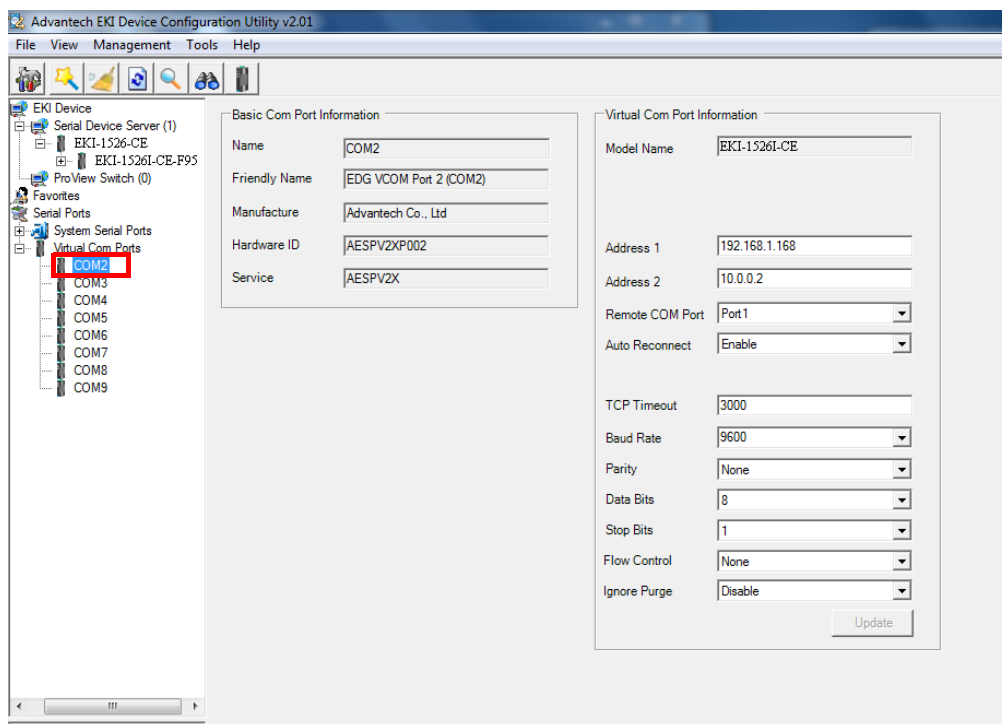 Advantech EKI Device Configuration Utility v2.01
File View Management Tools Help
EKI Device
Serial Device Server (1)
EKI-1526-CE
EKI-1526I-CE-F95
ProView Switch (0)
Favorites
Serial Ports
System Serial Ports
Virtual Com Ports
COM2
COM3
COM4
COM5
COM6
COM7
COM8
COM9
Basic Com Port Information
Name COM2
Friendly Name EDG VCOM Port 2 (COM2)
Manufacture Advantech Co., Ltd
Hardware ID AESPV2XP002
Service AESPV2X
Virtual Com Port Information
Model Name EKI-1526I-CE
Address 1 192.168.1.168
Address 2 10.0.0.2
Remote COM Port Port1
Auto Reconnect Enable
TCP Timeout 3000
Baud Rate 9600
Parity None
Data Bits 8
Stop Bits 1
Flow Control None
Ignore Purge Disable
Update